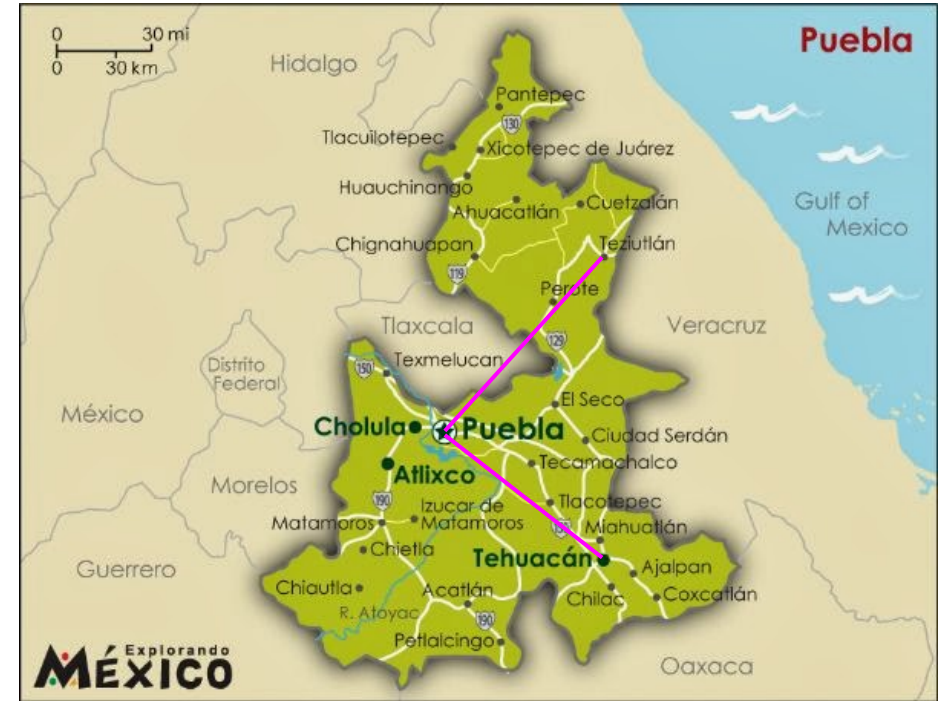 0 30 mi
0 30 km
Puebla
Hidalgo
Pantepec
130
Tlacuilotepec
Xicotepec de Juárez
Huauchinango
Ahuacatlán
Cuetzalán
Gulf of
Mexico
Chignahuapan
Teziutlán
119
Perote
Tlaxcala
Veracruz
129
Texmelucan
150
Distrito
Federal
El Seco
México
Cholula
Puebla
Ciudad Serdán
Atlixco
Tecamachalco
Morelos
190
Izucar de
Matamoros
Tlacotepec
Matamoros
Miahuatlán
Chietla
Tehuacán
Guerrero
Ajalpan
Chiautla
Acatlán
Chilac
Coxcatlán
R. Atoyac
190
Petlalcingo
Oaxaca
Explorando
MÉXICO